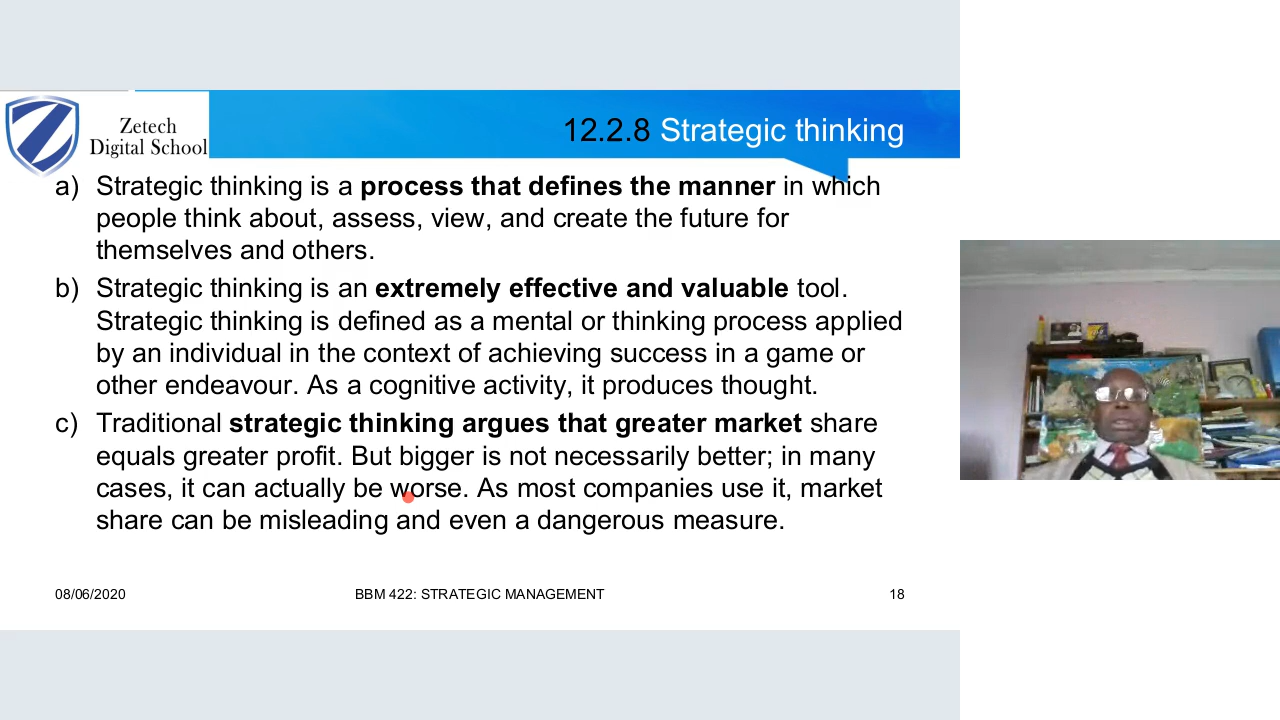 Zetech
Digital School
12.2.8 Strategic thinking
a) Strategic thinking is a process that defines the manner in which
people think about, assess, view, and create the future for
themselves and others.
b) Strategic thinking is an extremely effective and valuable tool.
Strategic thinking is defined as a mental or thinking process applied
by an individual in the context of achieving success in a game or
other endeavour. As a cognitive activity, it produces thought.
c) Traditional strategic thinking argues that greater market share
equals greater profit. But bigger is not necessarily better; in many
cases, it can actually be worse. As most companies use it, market
share can be misleading and even a dangerous measure.
08/06/2020 BBM 422: STRATEGIC MANAGEMENT 18